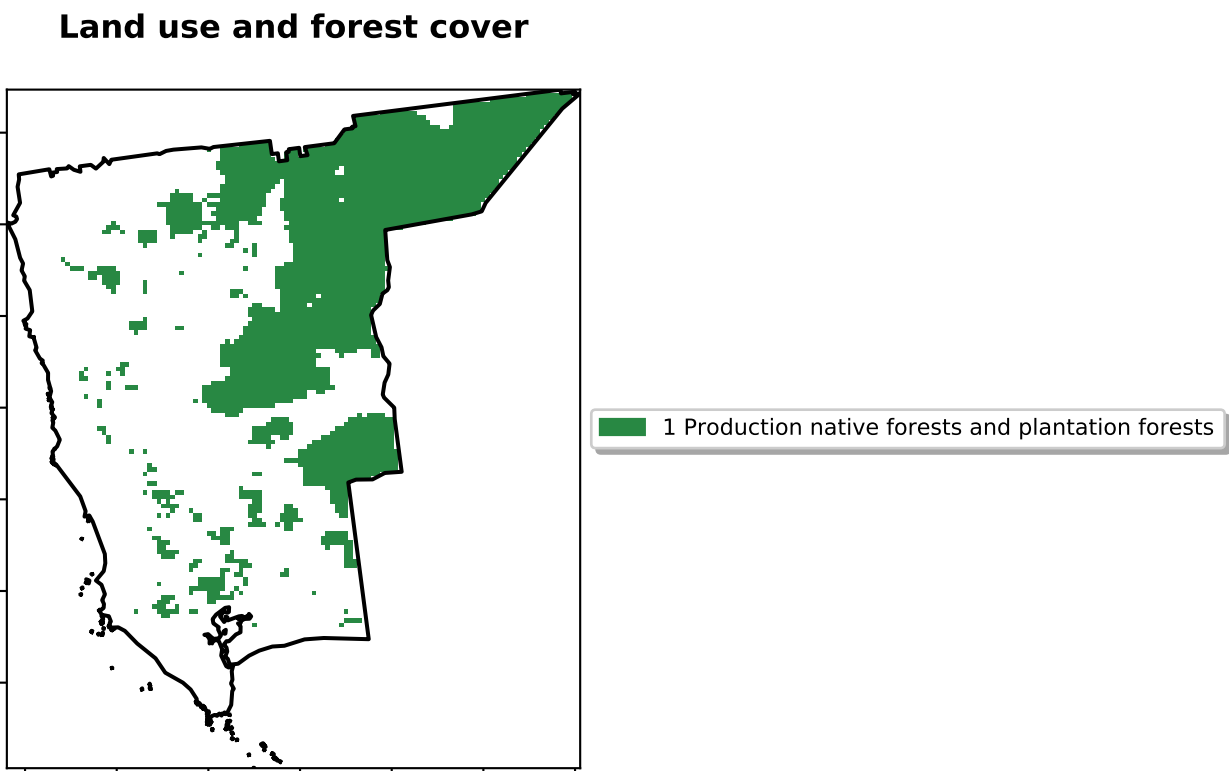 Land use and forest cover
1 Production native forests and plantation forests